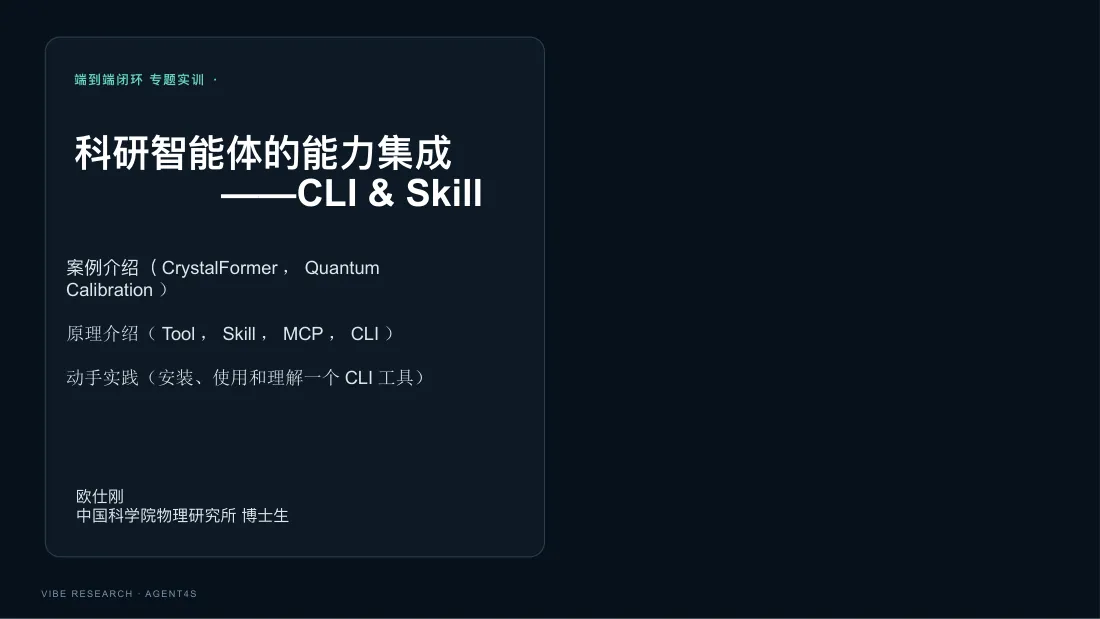 端到端闭环 专题实训 ·
科研智能体的能力集成
——CLI & Skill
案例介绍（CrystalFormer， Quantum
Calibration）
原理介绍（Tool， Skill， MCP， CLI）
动手实践（安装、使用和理解一个 CLI 工具）
欧仕刚
中国科学院物理研究所 博士生
VIBE RESEARCH · AGENT4S